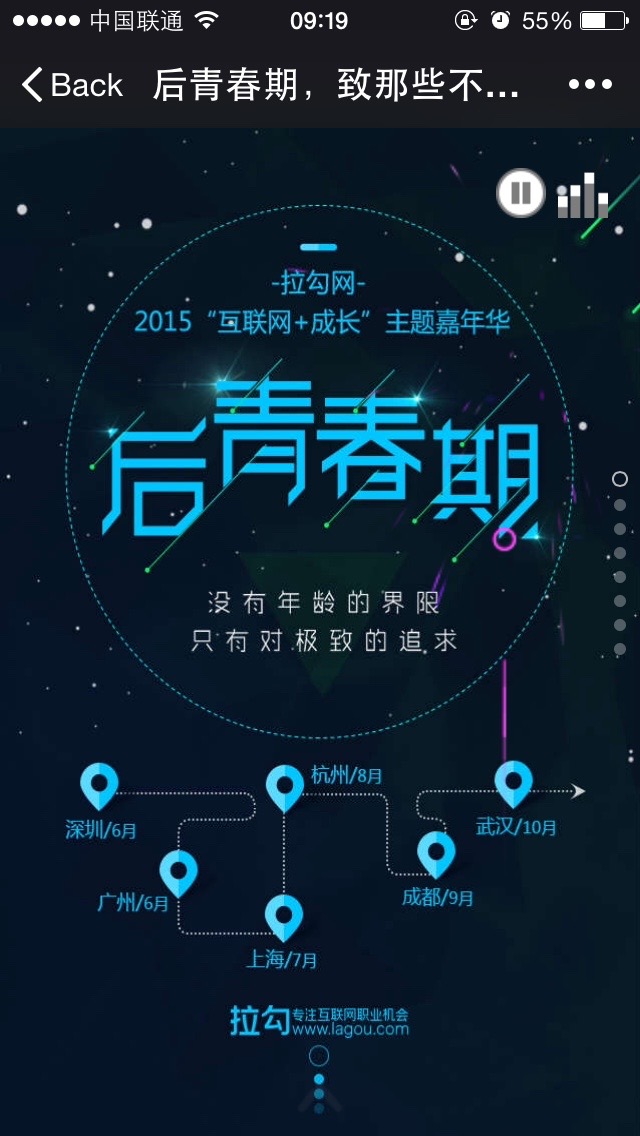 中国联通 09:19 55%
Back 后青春期，致那些不...
-拉勾网-
2015“互联网+成长”主题嘉年华
后青春期
没有年龄的界限
只有对极致的追求
杭州/8月
深圳/6月
武汉/10月
广州/6月
成都/9月
上海/7月
拉勾 专注互联网职业机会
www.lagou.com